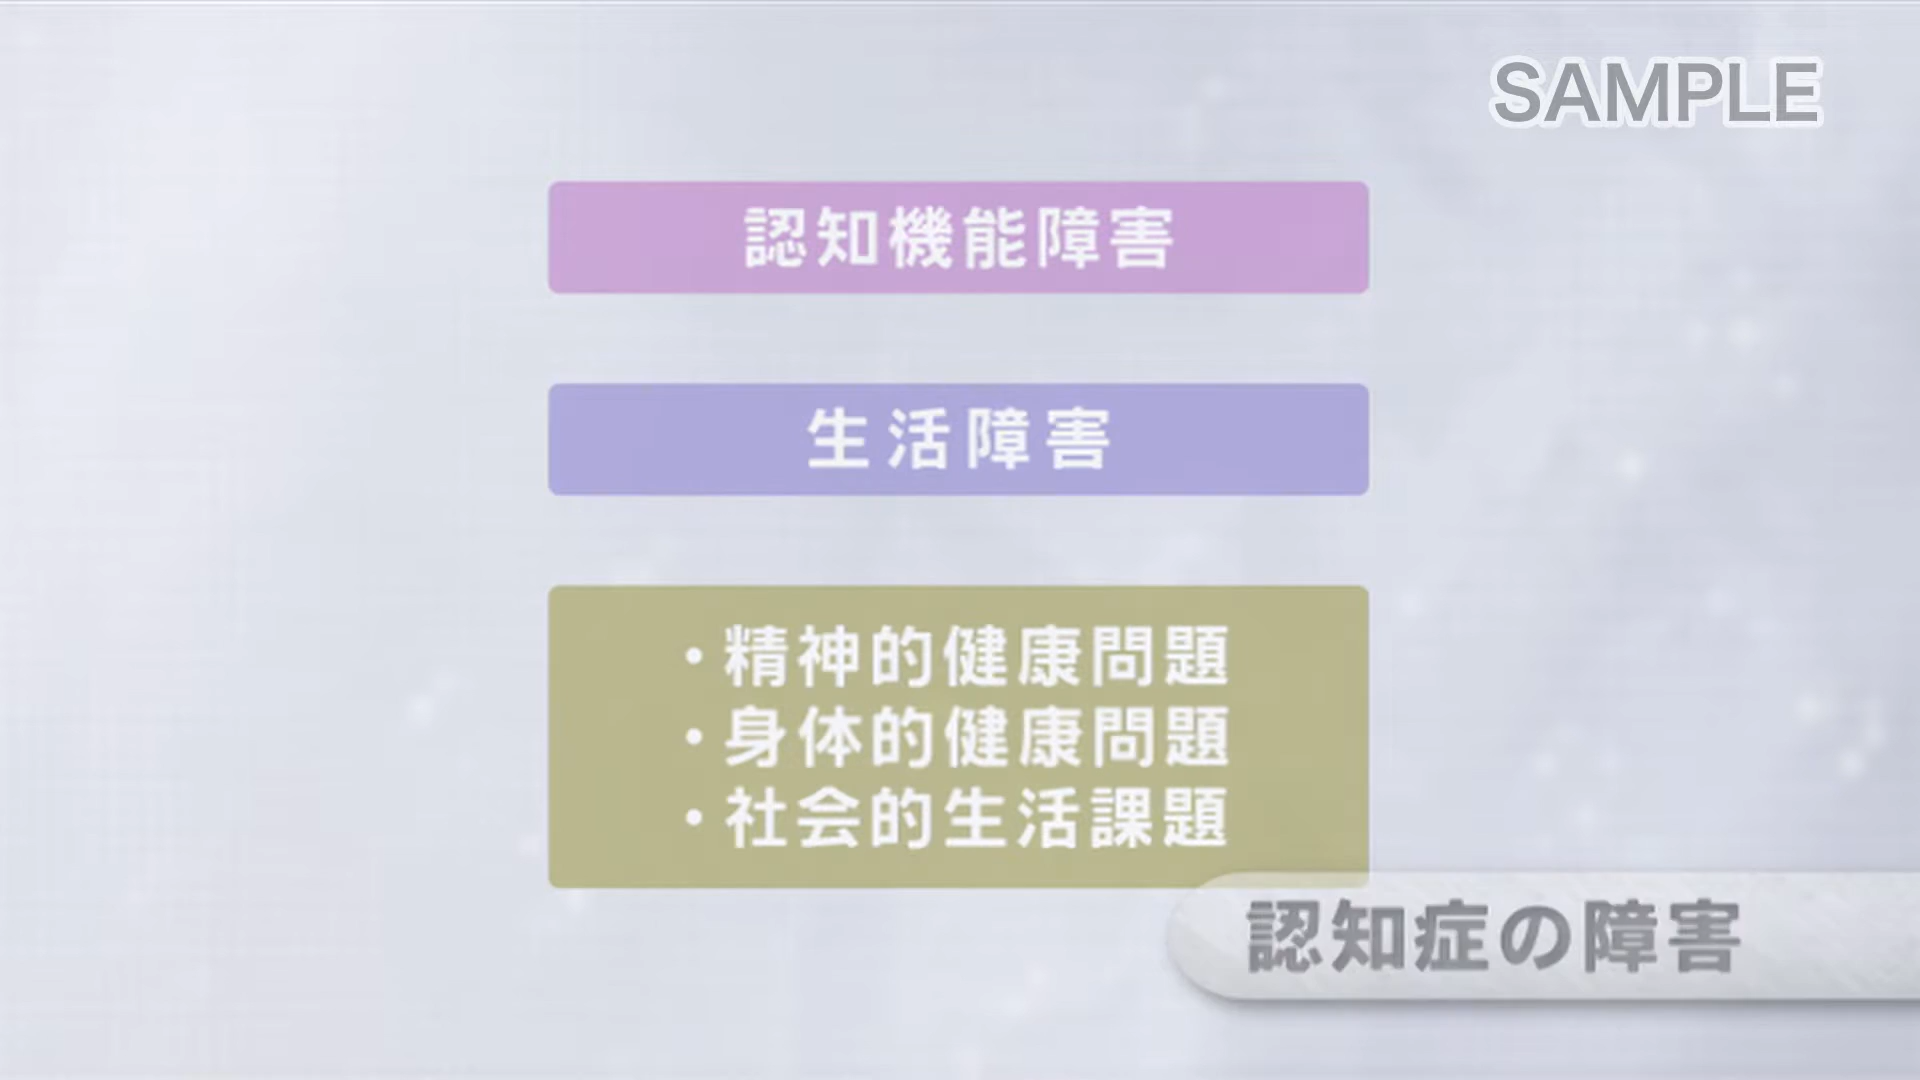 SAMPLE
認知機能障害
生活障害
・精神的健康問題
・身体的健康問題
・社会的生活課題
認知症の障害